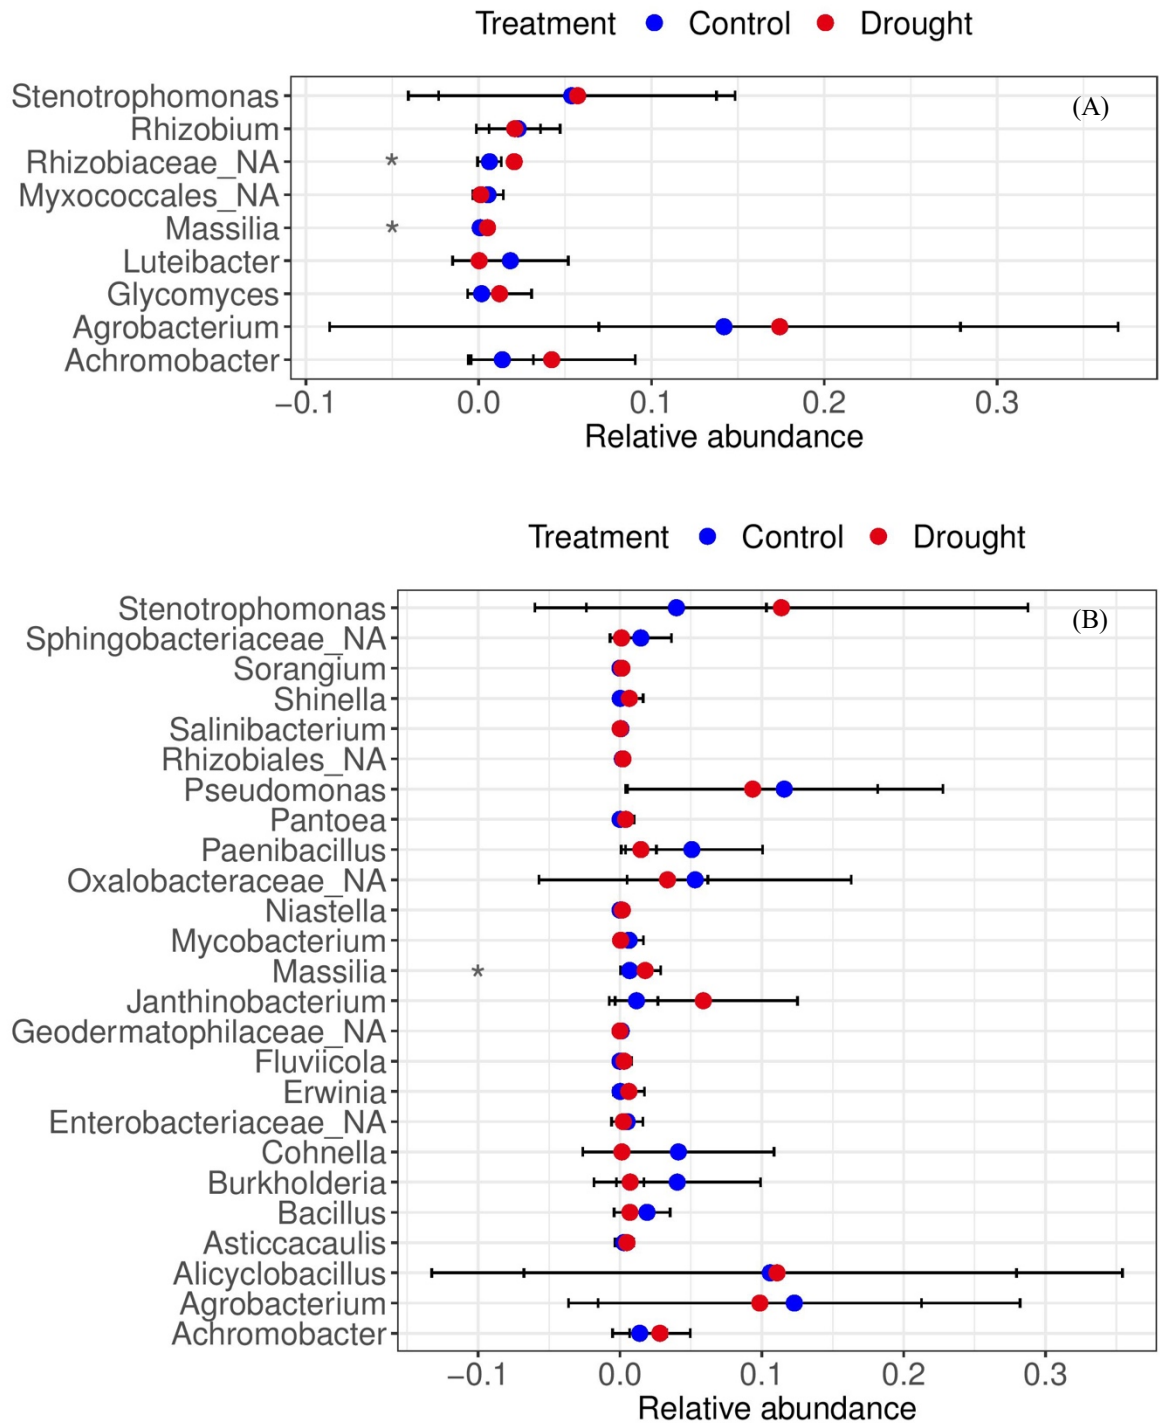 Treatment Control Drought
(A)
Stenotrophomonas
Rhizobium
Rhizobiaceae_NA *
Myxococcales_NA
Massilia *
Luteibacter
Glycomyces
Agrobacterium
Achromobacter
−0.1 0.0 0.1 0.2 0.3
Relative abundance
Treatment Control Drought
(B)
Stenotrophomonas
Sphingobacteriaceae_NA
Sorangium
Shinella
Salinibacterium
Rhizobiales_NA
Pseudomonas
Pantoea
Paenibacillus
Oxalobacteraceae_NA
Niastella
Mycobacterium
Massilia *
Janthinobacterium
Geodermatophilaceae_NA
Fluviicola
Erwinia
Enterobacteriaceae_NA
Cohnella
Burkholderia
Bacillus
Asticcacaulis
Alicyclobacillus
Agrobacterium
Achromobacter
−0.1 0.0 0.1 0.2 0.3
Relative abundance